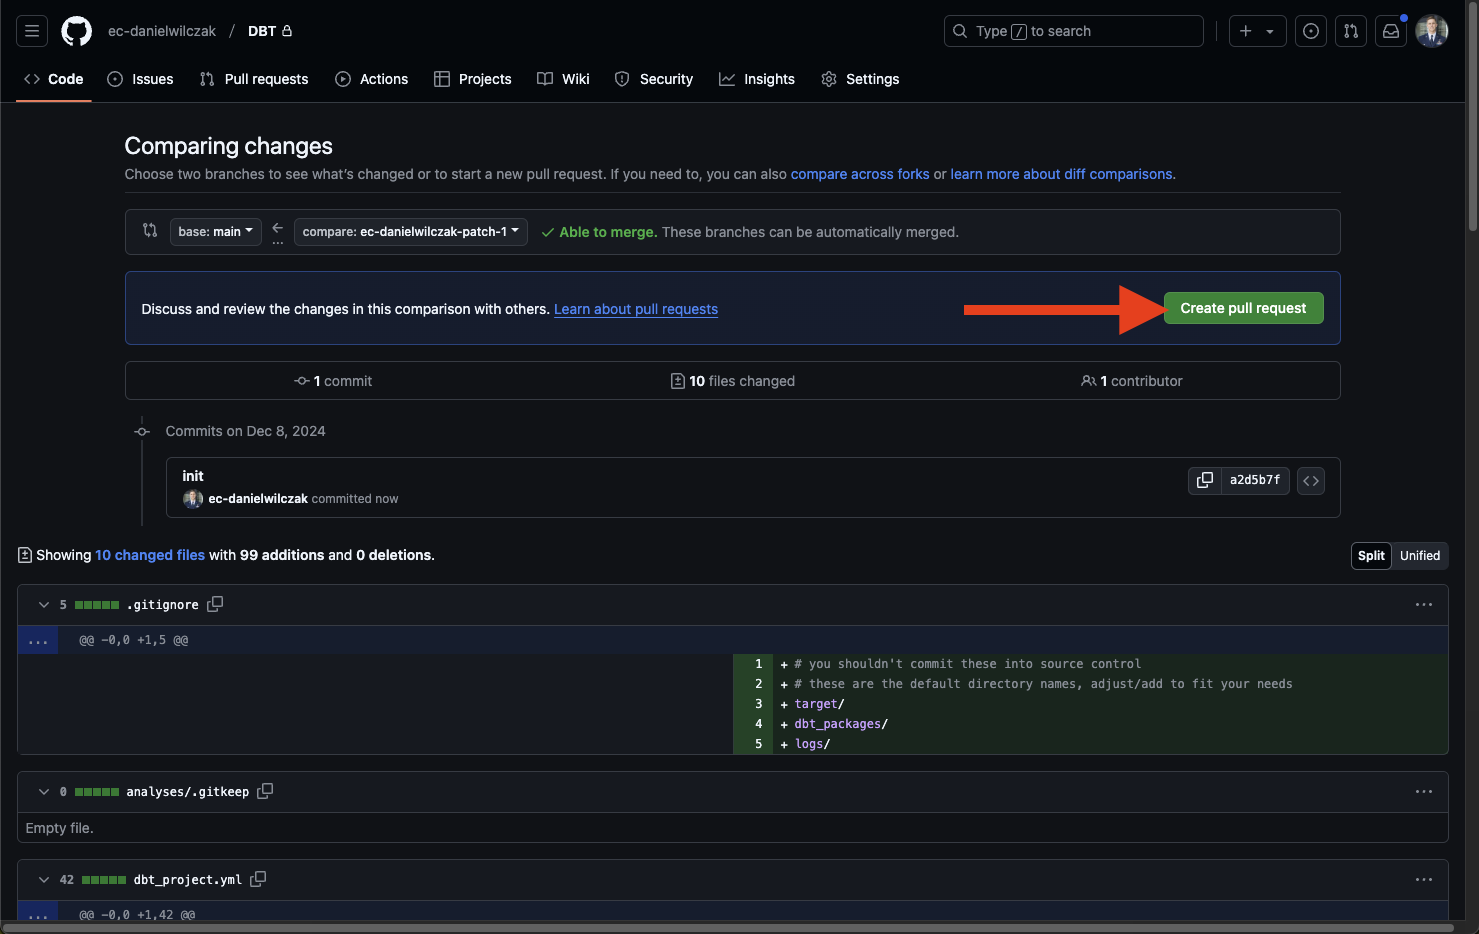 ec-danielwilczak / DBT
Type / to search
Code Issues Pull requests Actions Projects Wiki Security Insights Settings
Comparing changes
Choose two branches to see what's changed or to start a new pull request. If you need to, you can also compare across forks or learn more about diff comparisons.
base: main ... compare: ec-danielwilczak-patch-1 Able to merge. These branches can be automatically merged.
Discuss and review the changes in this comparison with others. Learn about pull requests Create pull request
1 commit 10 files changed 1 contributor
Commits on Dec 8, 2024
init
a2d5b7f
ec-danielwilczak committed now
Showing 10 changed files with 99 additions and 0 deletions. Split Unified
5 .gitignore
... @@ -0,0 +1,5 @@
1 + # you shouldn't commit these into source control
2 + # these are the default directory names, adjust/add to fit your needs
3 + target/
4 + dbt_packages/
5 + logs/
0 analyses/.gitkeep
Empty file.
42 dbt_project.yml
... @@ -0,0 +1,42 @@